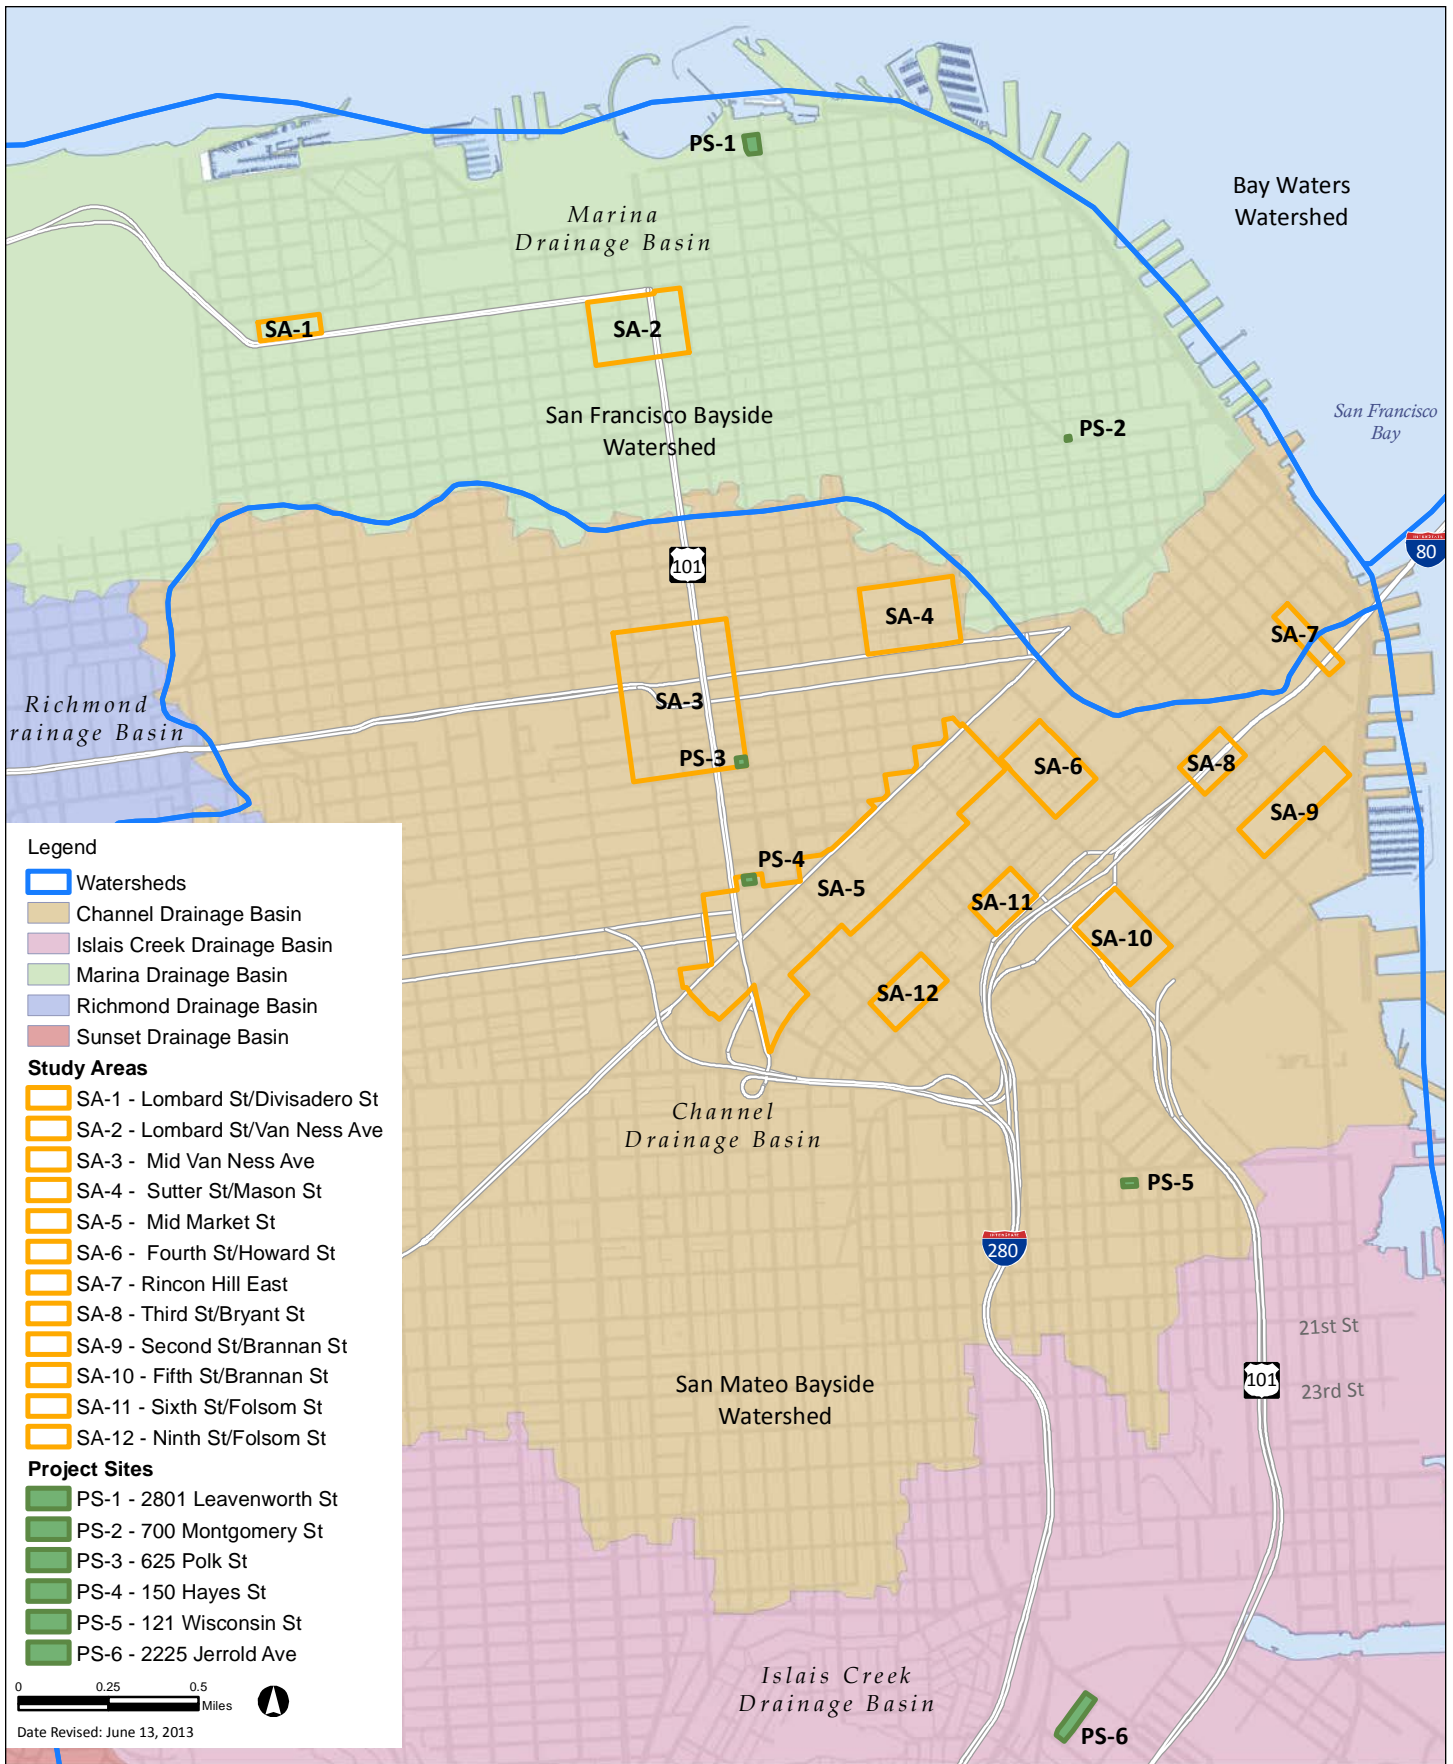 PS-1
Bay Waters
Watershed
Marina
Drainage Basin
SA-1
SA-2
San Francisco Bayside
Watershed
San Francisco
Bay
PS-2
101
INTERSTATE
80
SA-4
SA-7
SA-3
Richmond
rainage Basin
PS-3
SA-6
SA-8
SA-9
PS-4
SA-5
SA-11
SA-10
SA-12
Channel
Drainage Basin
PS-5
INTERSTATE
280
21st St
101
23rd St
San Mateo Bayside
Watershed
Islais Creek
Drainage Basin
PS-6
Legend
Watersheds
Channel Drainage Basin
Islais Creek Drainage Basin
Marina Drainage Basin
Richmond Drainage Basin
Sunset Drainage Basin
Study Areas
SA-1 - Lombard St/Divisadero St
SA-2 - Lombard St/Van Ness Ave
SA-3 - Mid Van Ness Ave
SA-4 - Sutter St/Mason St
SA-5 - Mid Market St
SA-6 - Fourth St/Howard St
SA-7 - Rincon Hill East
SA-8 - Third St/Bryant St
SA-9 - Second St/Brannan St
SA-10 - Fifth St/Brannan St
SA-11 - Sixth St/Folsom St
SA-12 - Ninth St/Folsom St
Project Sites
PS-1 - 2801 Leavenworth St
PS-2 - 700 Montgomery St
PS-3 - 625 Polk St
PS-4 - 150 Hayes St
PS-5 - 121 Wisconsin St
PS-6 - 2225 Jerrold Ave
0 0.25 0.5
Miles
Date Revised: June 13, 2013